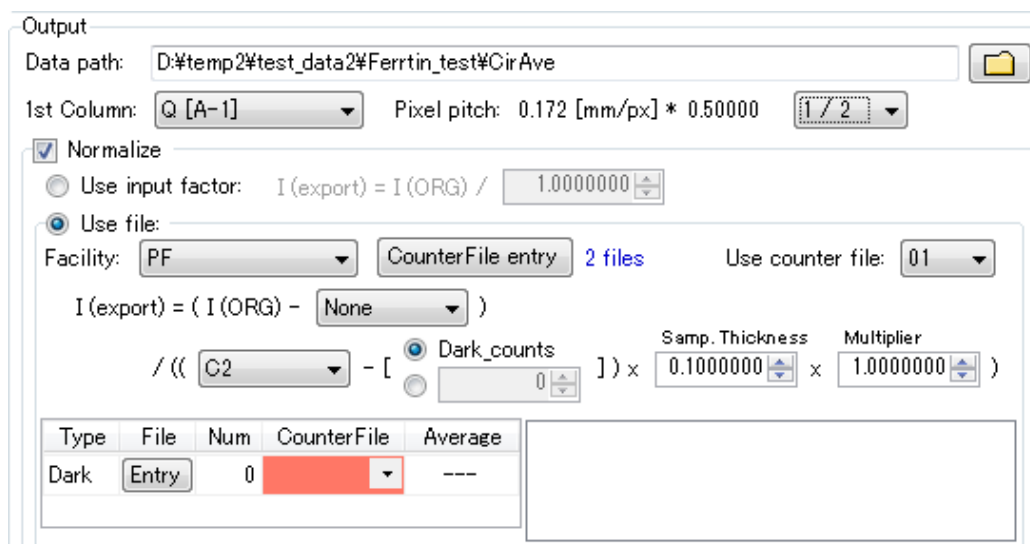 Output
Data path: D:¥temp2¥test_data2¥Ferrtin_test¥CirAve
1st Column: Q [A-1] Pixel pitch: 0.172 [mm/px] * 0.50000 1 / 2
Normalize
Use input factor: I (export) = I (ORG) / 1.0000000
Use file:
Facility: PF CounterFile entry 2 files Use counter file: 01
I (export) = ( I (ORG) - None )
Samp. Thickness Multiplier
/ (( C2 - [ Dark_counts ] ) x 0.1000000 x 1.0000000 )
0
Type File Num CounterFile Average
Dark Entry 0 ---